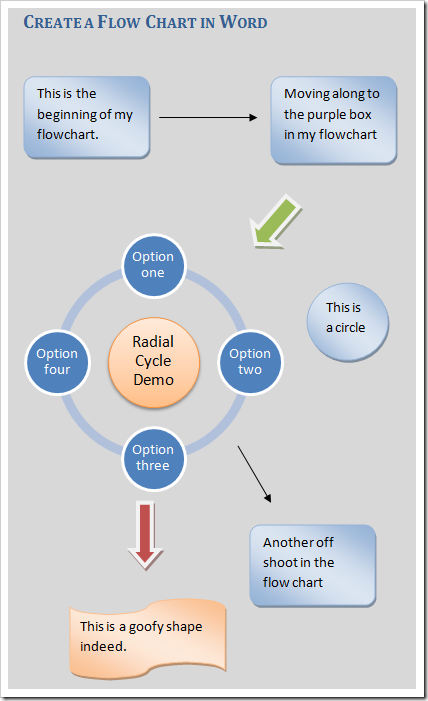 CREATE A FLOW CHART IN WORD
This is the
beginning of my
flowchart.
Moving along to
the purple box
in my flowchart
Option
one
This is
a circle
Radial
Cycle
Demo
Option
four
Option
two
Option
three
Another off
shoot in the
flow chart
This is a goofy shape
indeed.